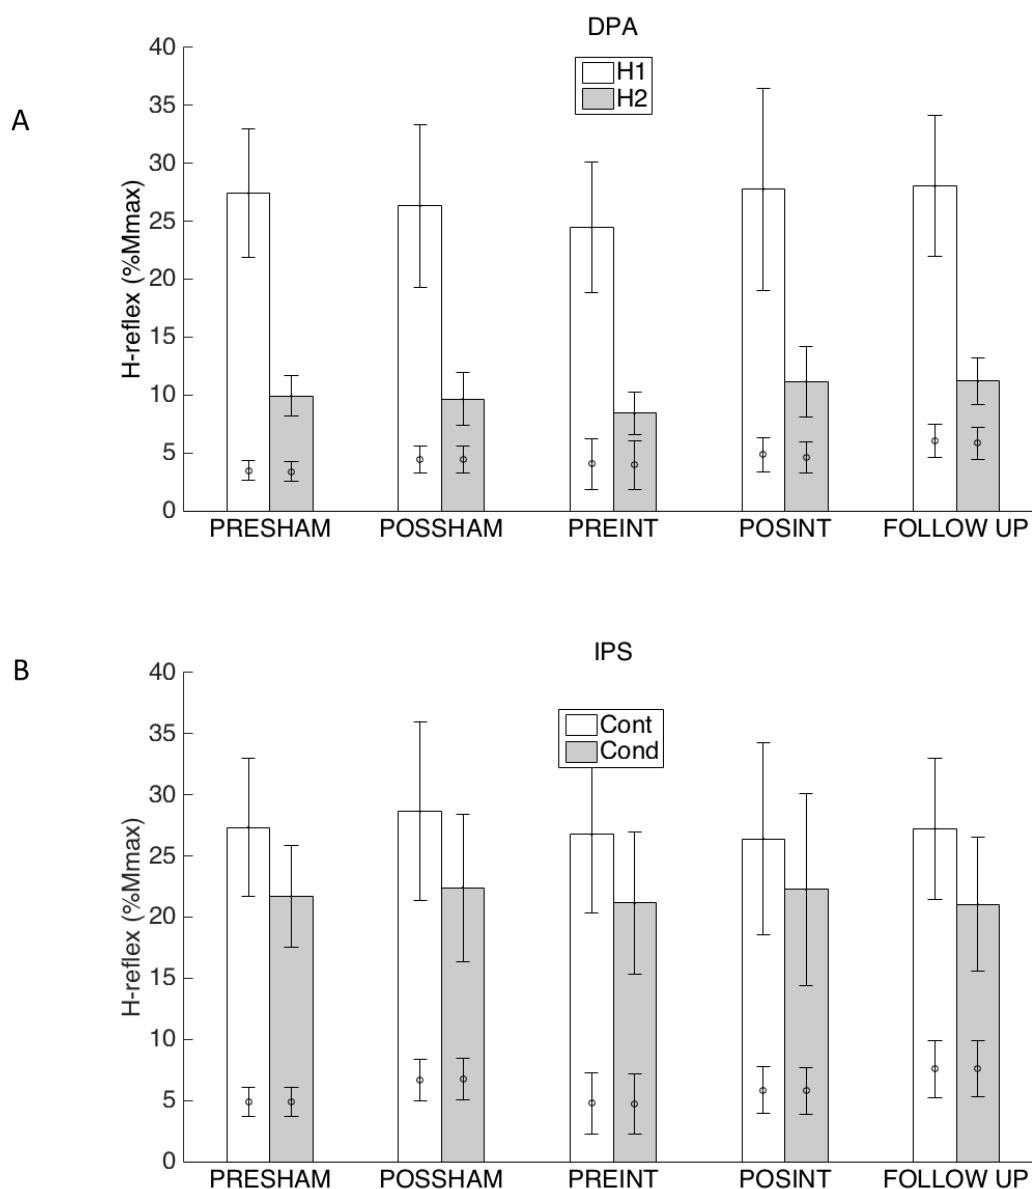 DPA
A
H1
H2
H-reflex (%Mmax)
40
35
30
25
20
15
10
5
0
PRESHAM POSSHAM PREINT POSINT FOLLOW UP
IPS
B
Cont
Cond
H-reflex (%Mmax)
40
35
30
25
20
15
10
5
0
PRESHAM POSSHAM PREINT POSINT FOLLOW UP